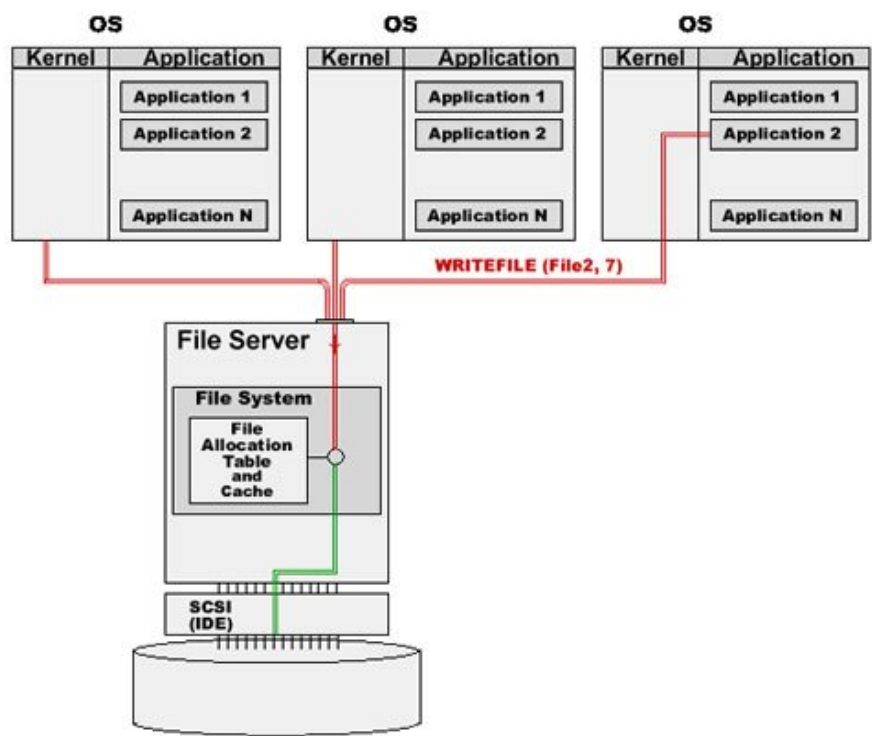 OS
OS
OS
Kernel
Application
Kernel
Application
Kernel
Application
Application 1
Application 2
Application N
Application 1
Application 2
Application N
Application 1
Application 2
Application N
WRITEFILE (File2, 7)
File Server
File System
File
Allocation
Table
and
Cache
SCSI
(IDE)